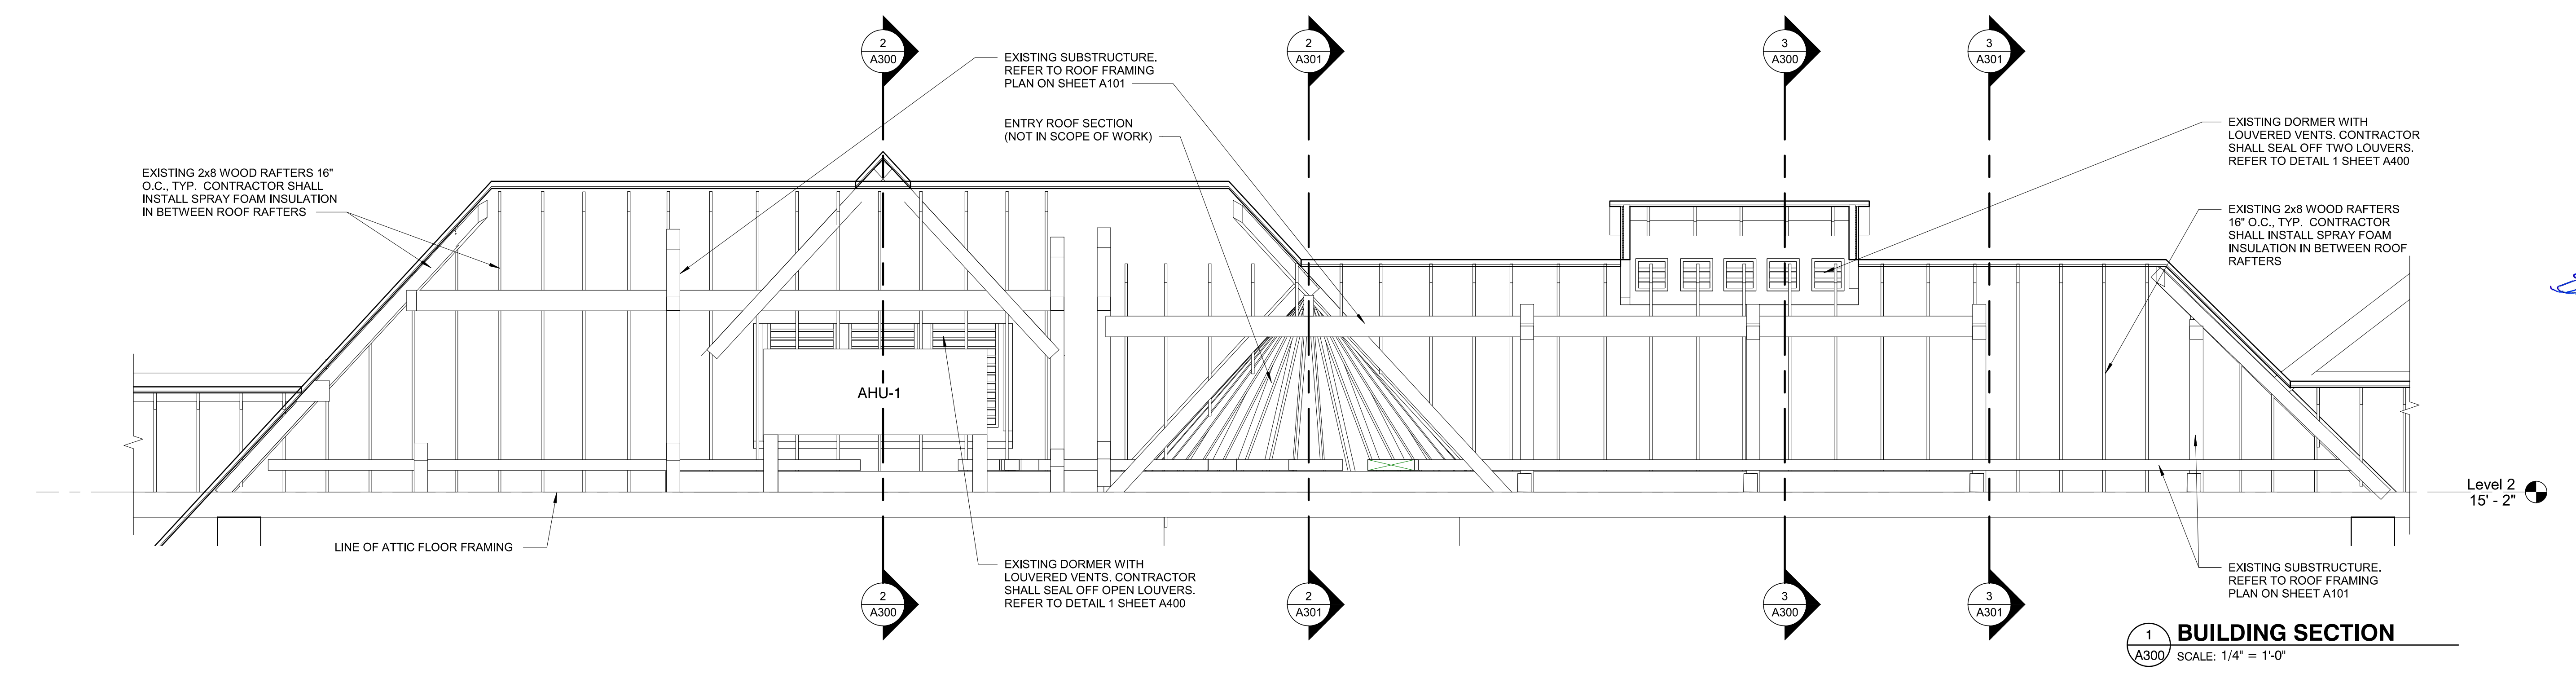 2
A300
2
A301
3
A300
3
A301
EXISTING SUBSTRUCTURE.
REFER TO ROOF FRAMING
PLAN ON SHEET A101
ENTRY ROOF SECTION
(NOT IN SCOPE OF WORK)
EXISTING DORMER WITH
LOUVERED VENTS. CONTRACTOR
SHALL SEAL OFF TWO LOUVERS.
REFER TO DETAIL 1 SHEET A400
EXISTING 2x8 WOOD RAFTERS 16"
O.C., TYP. CONTRACTOR SHALL
INSTALL SPRAY FOAM INSULATION
IN BETWEEN ROOF RAFTERS
EXISTING 2x8 WOOD RAFTERS
16" O.C., TYP. CONTRACTOR
SHALL INSTALL SPRAY FOAM
INSULATION IN BETWEEN ROOF
RAFTERS
AHU-1
Level 2
15' - 2"
LINE OF ATTIC FLOOR FRAMING
EXISTING DORMER WITH
LOUVERED VENTS. CONTRACTOR
SHALL SEAL OFF OPEN LOUVERS.
REFER TO DETAIL 1 SHEET A400
EXISTING SUBSTRUCTURE.
REFER TO ROOF FRAMING
PLAN ON SHEET A101
2
A300
2
A301
3
A300
3
A301
1
A300
BUILDING SECTION
SCALE: 1/4" = 1'-0"